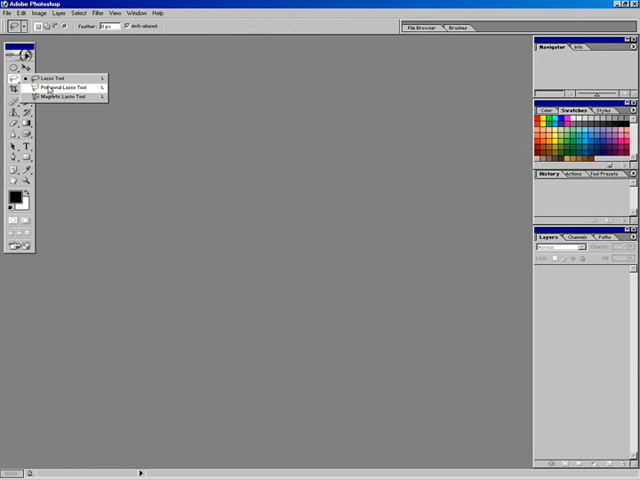 Adobe Photoshop
File Edit Image Layer Select Filter View Window Help
Feather: 0 px Anti-aliased
File Browser Brushes
Navigator Info
Lasso Tool L
Polygonal Lasso Tool L
Magnetic Lasso Tool L
Color Swatches Styles
History Actions Tool Presets
Layers Channels Paths
Normal Opacity:
Lock: Fill: